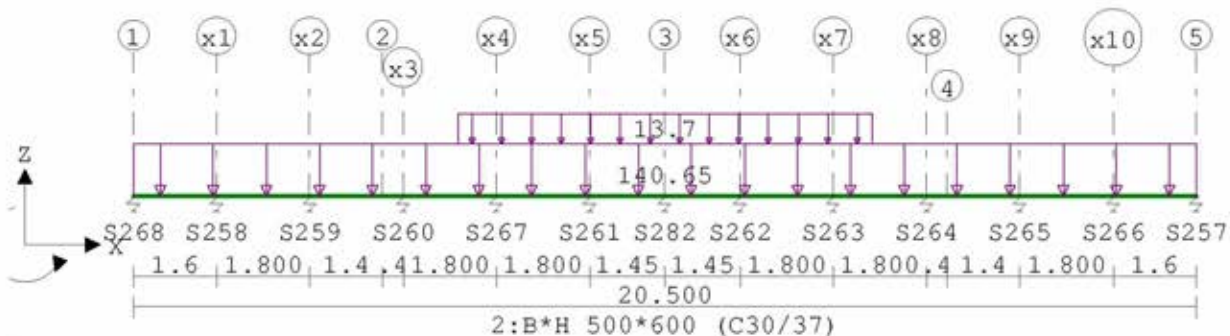 1 x1 x2 2 x4 x5 3 x6 x7 x8 x9 x10 5
x3 4
13.7
Z
140.65
X
S268 S258 S259 S260 S267 S261 S282 S262 S263 S264 S265 S266 S257
1.6 1.800 1.4 .4 1.800 1.800 1.45 1.45 1.800 1.800 .4 1.4 1.800 1.6
20.500
2:B*H 500*600 (C30/37)